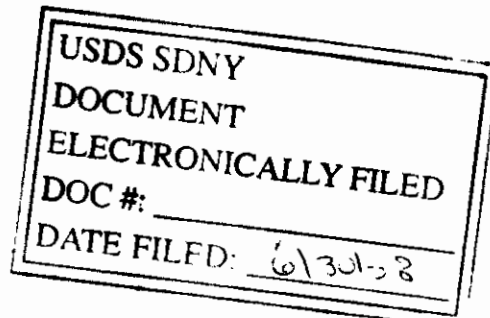 USDS SDNY
DOCUMENT
ELECTRONICALLY FILED
DOC #:
DATE FILED: